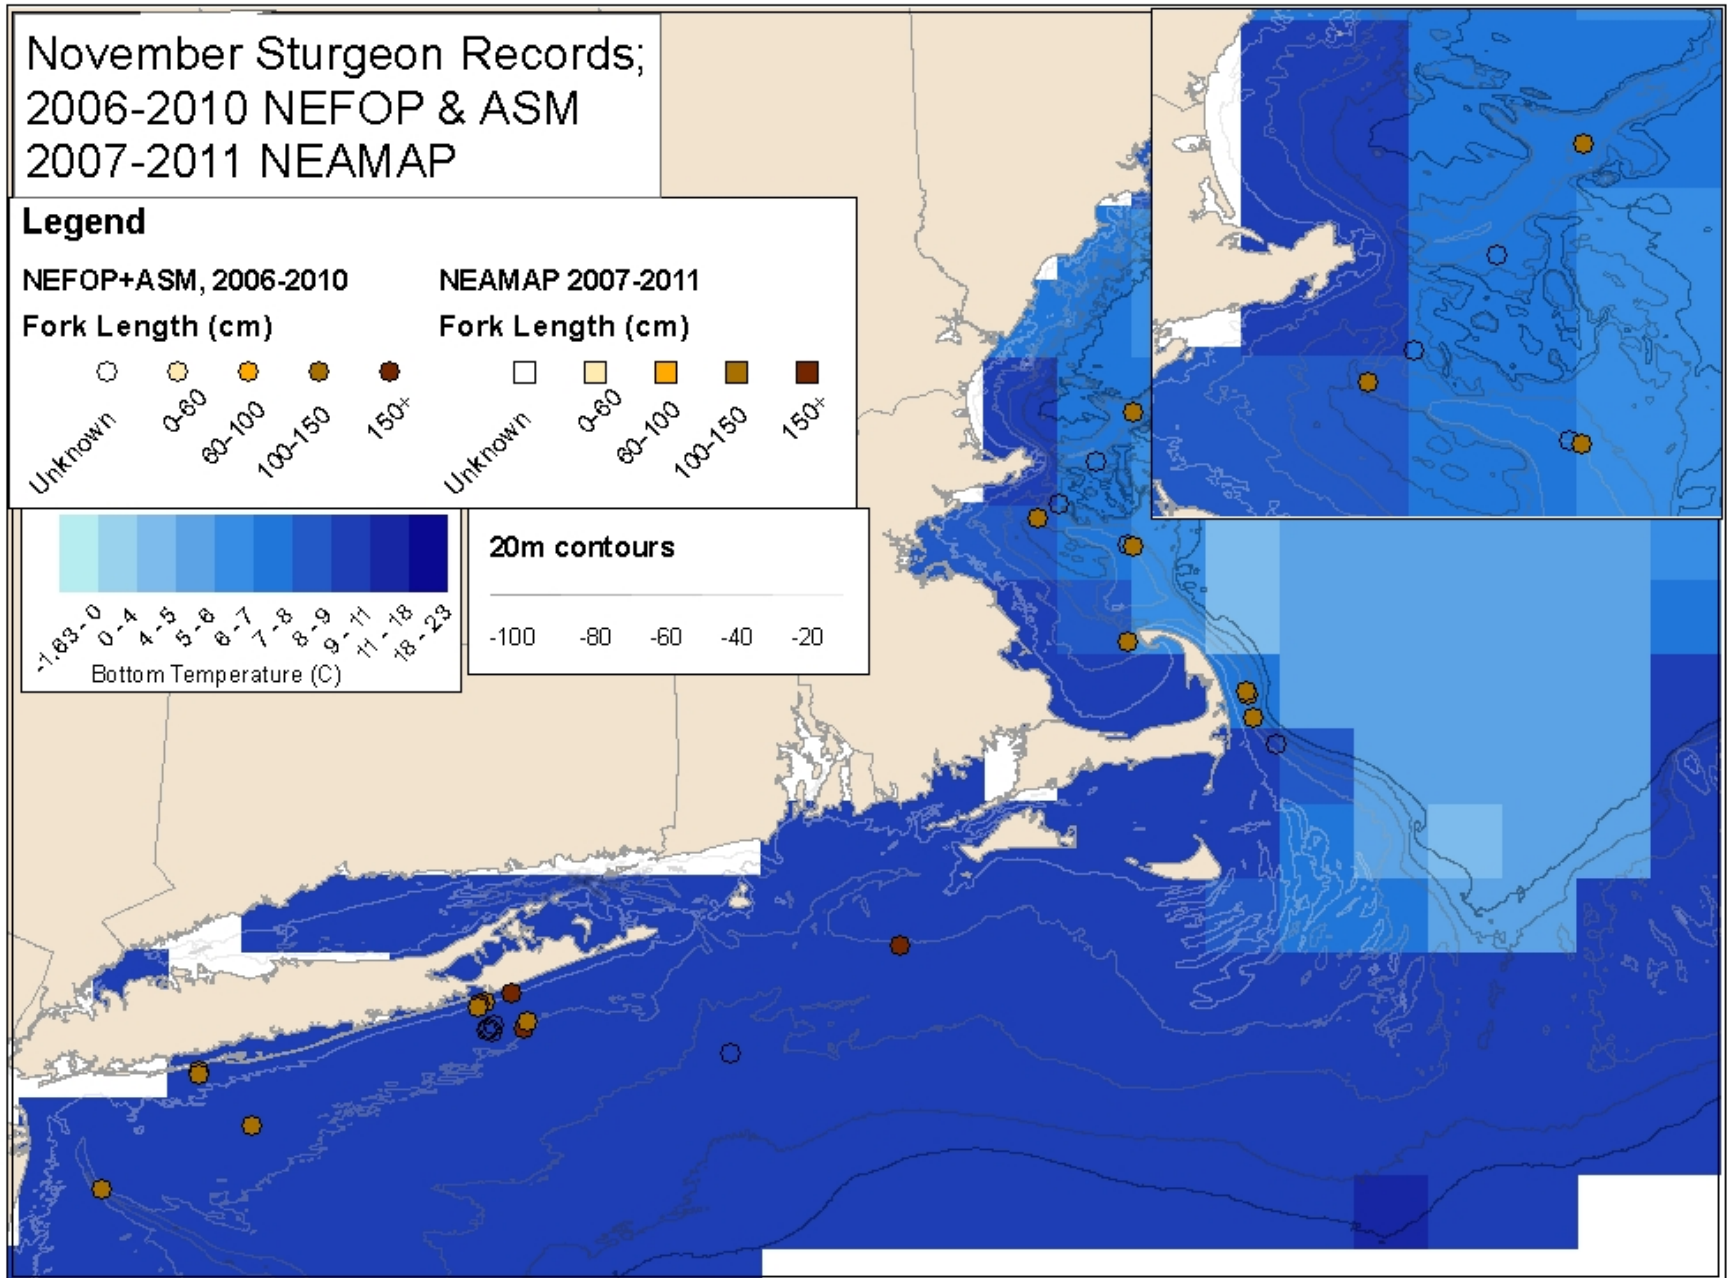 November Sturgeon Records;
2006-2010 NEFOP & ASM
2007-2011 NEAMAP
Legend
NEFOP+ASM, 2006-2010
Fork Length (cm)
Unknown
0-60
60-100
100-150
150+
NEAMAP 2007-2011
Fork Length (cm)
Unknown
0-60
60-100
100-150
150+
-1.63 - 0
0 - 4
4 - 5
5 - 6
6 - 7
7 - 8
8 - 9
9 - 11
11 - 18
18 - 23
Bottom Temperature (C)
20m contours
-100 -80 -60 -40 -20